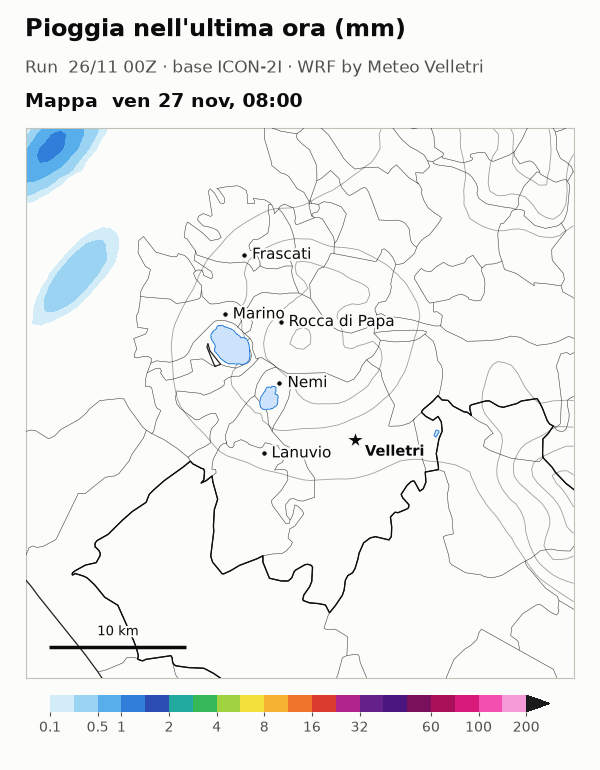 Pioggia nell'ultima ora (mm)
Run  26/11 00Z · base ICON-2I · WRF by Meteo Velletri
Mappa  ven 27 nov, 08:00
Frascati
Marino
Rocca di Papa
Nemi
Velletri
Lanuvio
10 km
0.1 0.5 1 2 4 8 16 32 60 100 200